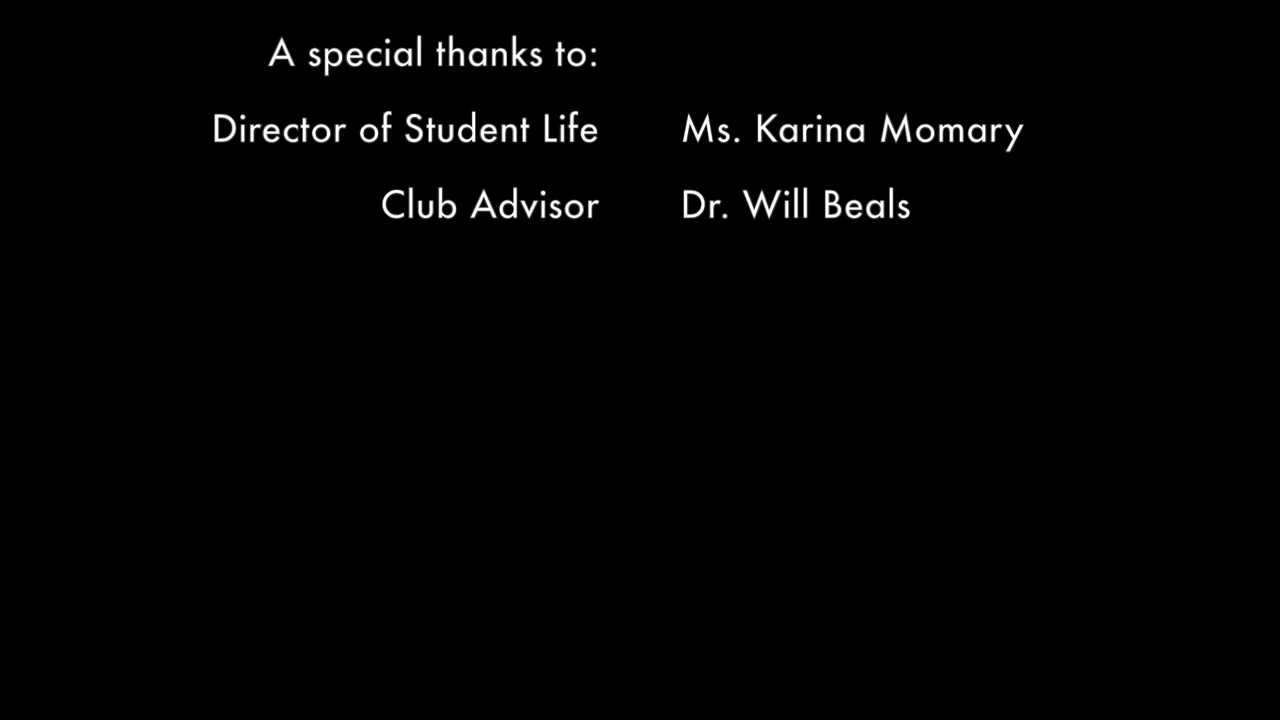 A special thanks to:
Director of Student Life Ms. Karina Momary
Club Advisor Dr. Will Beals